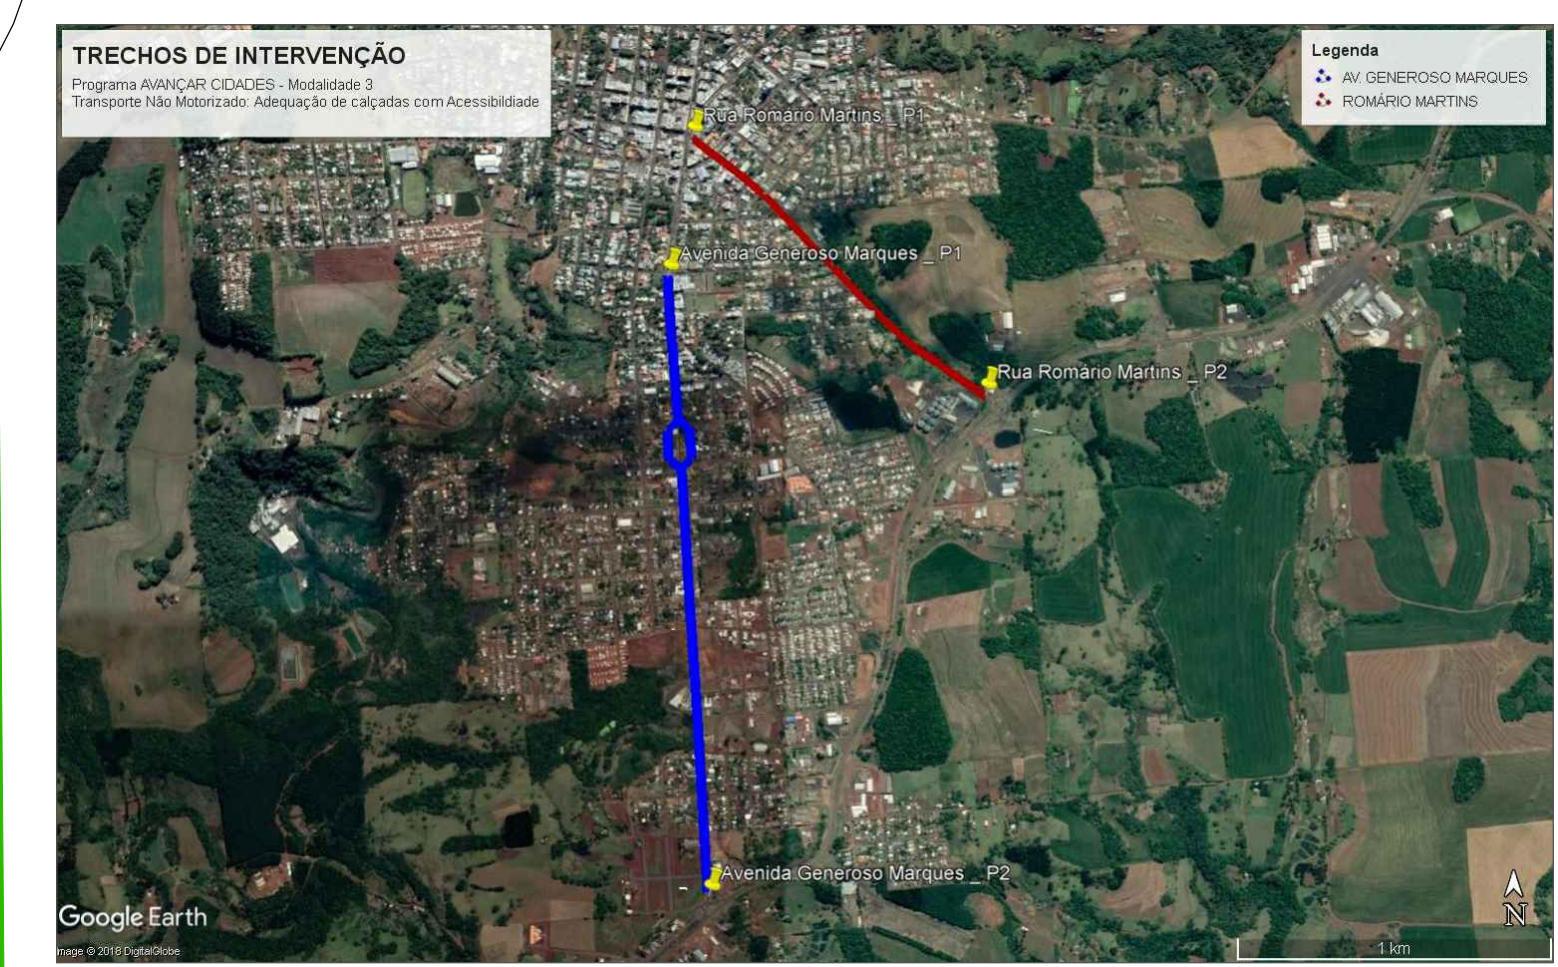 TRECHOS DE INTERVENÇÃO
Programa AVANÇAR CIDADES - Modalidade 3
Transporte Não Motorizado: Adequação de calçadas com Acessibildiade
Legenda
AV. GENEROSO MARQUES
ROMÁRIO MARTINS
Rua Romário Martins _ P1
Avenida Generoso Marques _ P1
Rua Romário Martins _ P2
Avenida Generoso Marques _ P2
Google Earth
mage © 2018 DigitalGlobe
N
1 km